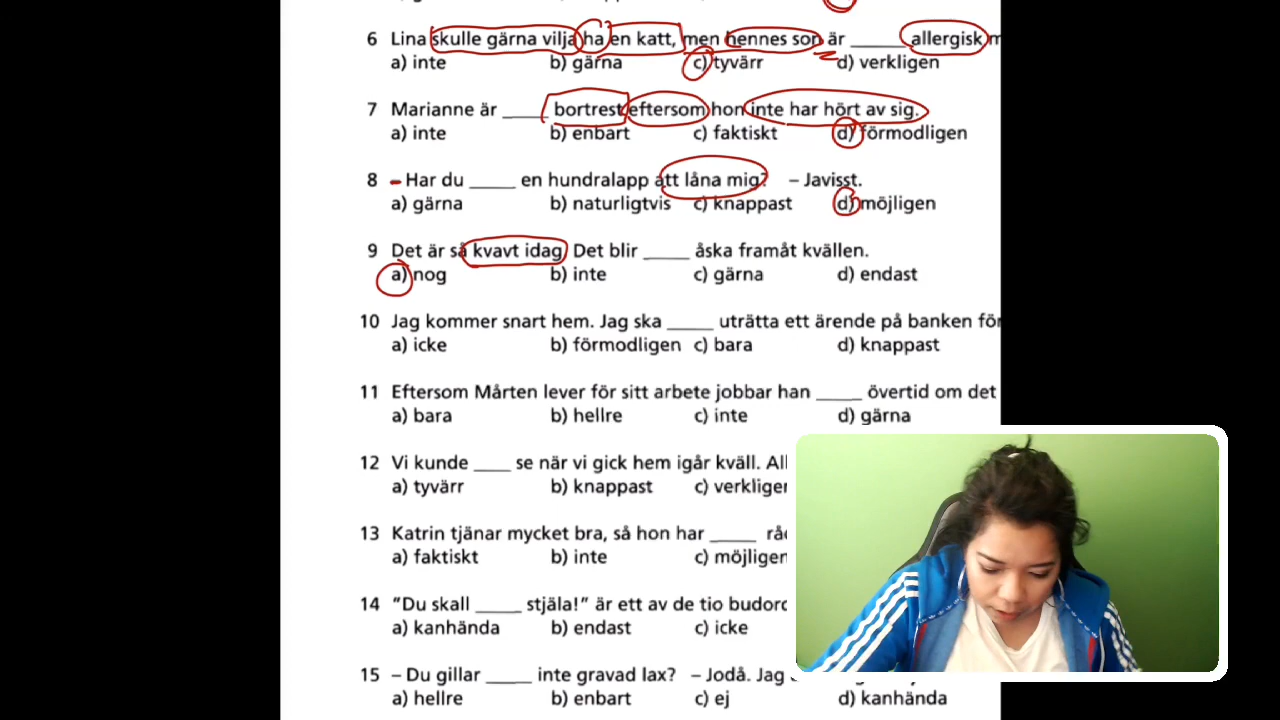 6 Lina skulle gärna vilja ha en katt, men hennes son är _____ allergisk m
a) inte b) gärna c) tyvärr d) verkligen
7 Marianne är _____ bortrest eftersom hon inte har hört av sig.
a) inte b) enbart c) faktiskt d) förmodligen
8 – Har du _____ en hundralapp att låna mig? – Javisst.
a) gärna b) naturligtvis c) knappast d) möjligen
9 Det är så kvavt idag. Det blir _____ åska framåt kvällen.
a) nog b) inte c) gärna d) endast
10 Jag kommer snart hem. Jag ska _____ uträtta ett ärende på banken för
a) icke b) förmodligen c) bara d) knappast
11 Eftersom Mårten lever för sitt arbete jobbar han _____ övertid om det
a) bara b) hellre c) inte d) gärna
12 Vi kunde ____ se när vi gick hem igår kväll. All
a) tyvärr b) knappast c) verkliger
13 Katrin tjänar mycket bra, så hon har _____ råd
a) faktiskt b) inte c) möjligen
14 ”Du skall _____ stjäla!” är ett av de tio budord
a) kanhända b) endast c) icke
15 – Du gillar _____ inte gravad lax? – Jodå. Jag
a) hellre b) enbart c) ej d) kanhända